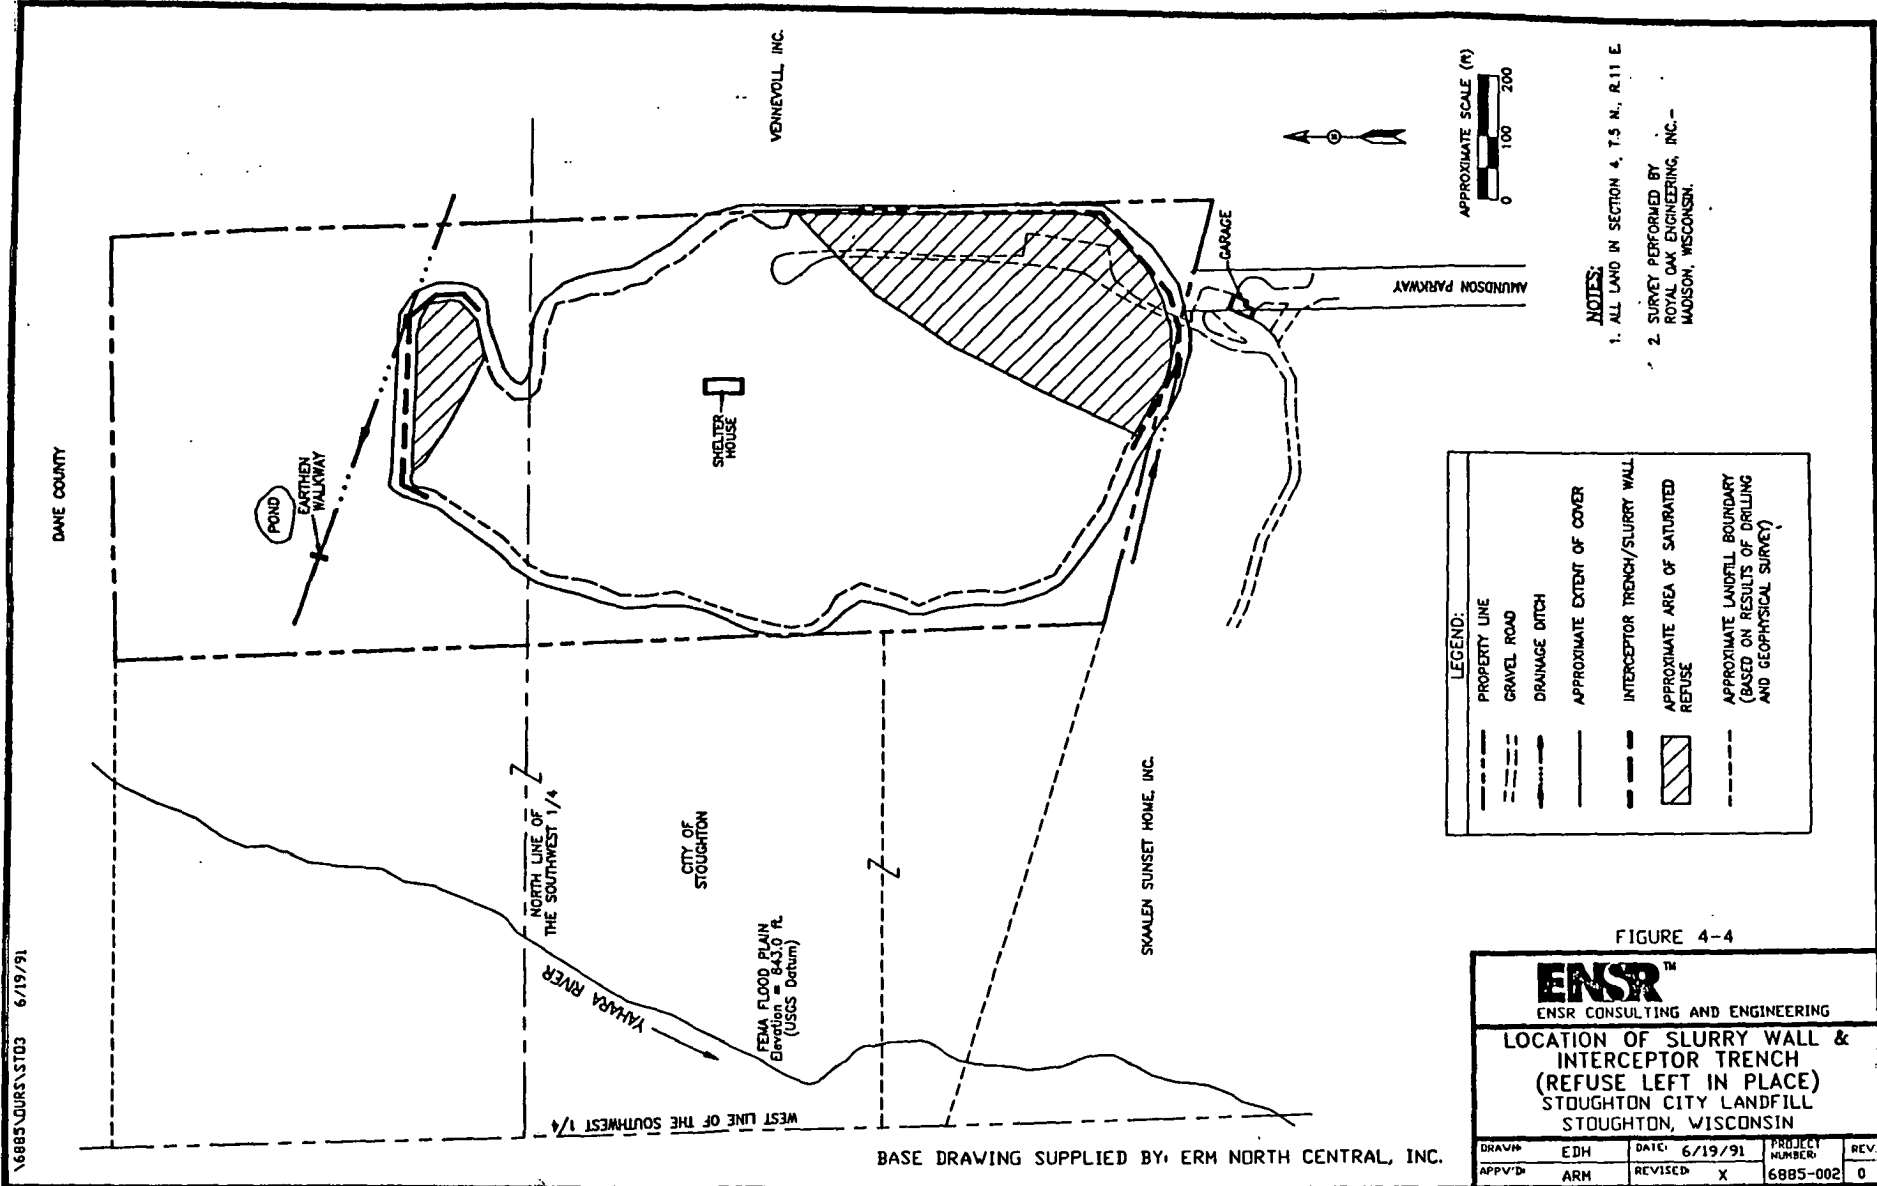 \6885\DURS\ST03 6/19/91
DANE COUNTY
VENNEVOLL, INC.
POND
EARTHEN
WALKWAY
SHELTER
HOUSE
GARAGE
AMUNDSON PARKWAY
NORTH LINE OF
THE SOUTHWEST 1/4
CITY OF
STOUGHTON
YAHARA RIVER
FEMA FLOOD PLAIN
Elevation = 843.0 ft.
(USGS Datum)
SKAALEN SUNSET HOME, INC.
WEST LINE OF THE SOUTHWEST 1/4
APPROXIMATE SCALE (ft)
0 100 200
NOTES:
1. ALL LAND IN SECTION 4, T.5 N., R.11 E.
2. SURVEY PERFORMED BY
ROYAL OAK ENGINEERING, INC.-
MADISON, WISCONSIN.
LEGEND:
PROPERTY LINE
GRAVEL ROAD
DRAINAGE DITCH
APPROXIMATE EXTENT OF COVER
INTERCEPTOR TRENCH/SLURRY WALL
APPROXIMATE AREA OF SATURATED
REFUSE
APPROXIMATE LANDFILL BOUNDARY
(BASED ON RESULTS OF DRILLING
AND GEOPHYSICAL SURVEY)
BASE DRAWING SUPPLIED BY: ERM NORTH CENTRAL, INC.
FIGURE 4-4
ENSR™
ENSR CONSULTING AND ENGINEERING
LOCATION OF SLURRY WALL &
INTERCEPTOR TRENCH
(REFUSE LEFT IN PLACE)
STOUGHTON CITY LANDFILL
STOUGHTON, WISCONSIN
DRAWN: EDH DATE: 6/19/91 PROJECT NUMBER: REV.
APPV'D: ARM REVISED: X 6885-002 0